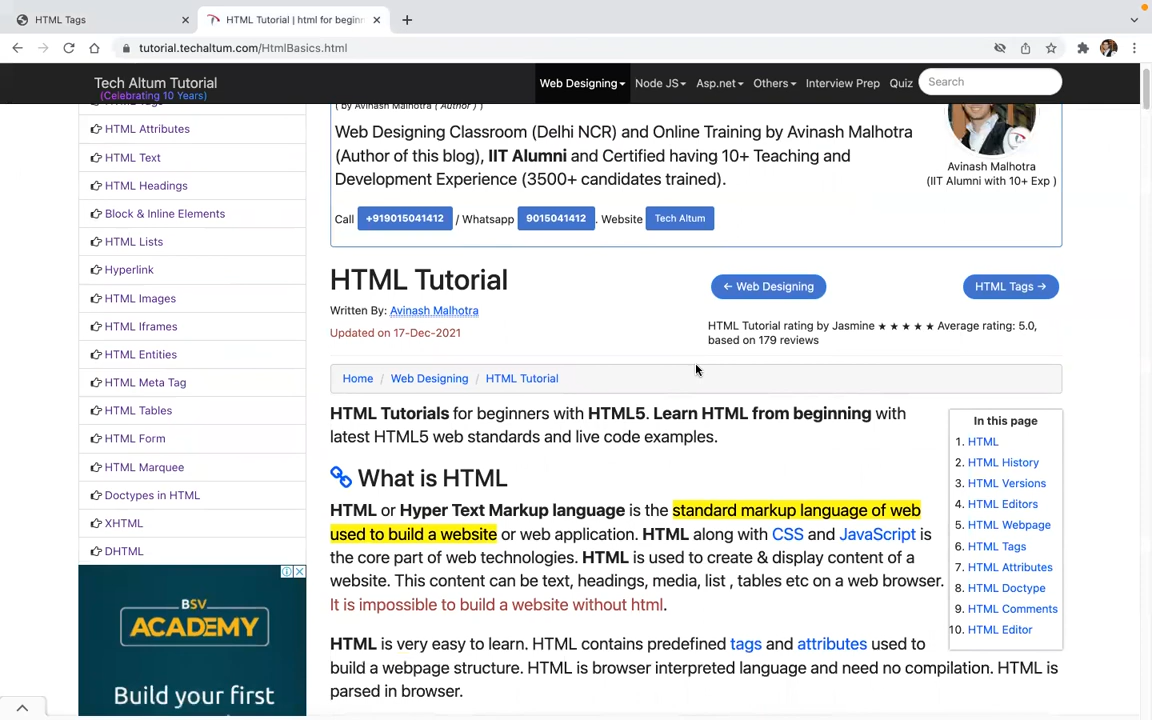 HTML Tags
HTML Tutorial | html for beginn
tutorial.techaltum.com/HtmlBasics.html
Tech Altum Tutorial
(Celebrating 10 Years)
Web Designing
Node JS
Asp.net
Others
Interview Prep
Quiz
Search
HTML Attributes
HTML Text
HTML Headings
Block & Inline Elements
HTML Lists
Hyperlink
HTML Images
HTML Iframes
HTML Entities
HTML Meta Tag
HTML Tables
HTML Form
HTML Marquee
Doctypes in HTML
XHTML
DHTML
BSV
ACADEMY
Build your first
( by Avinash Malhotra ( Author ) )
Web Designing Classroom (Delhi NCR) and Online Training by Avinash Malhotra
(Author of this blog), IIT Alumni and Certified having 10+ Teaching and
Development Experience (3500+ candidates trained).
Call +919015041412 / Whatsapp 9015041412 . Website Tech Altum
Avinash Malhotra
(IIT Alumni with 10+ Exp )
HTML Tutorial
← Web Designing
HTML Tags →
Written By: Avinash Malhotra
Updated on 17-Dec-2021
HTML Tutorial rating by Jasmine ★ ★ ★ ★ ★ Average rating: 5.0,
based on 179 reviews
Home / Web Designing / HTML Tutorial
HTML Tutorials for beginners with HTML5. Learn HTML from beginning with
latest HTML5 web standards and live code examples.
What is HTML
HTML or Hyper Text Markup language is the standard markup language of web
used to build a website or web application. HTML along with CSS and JavaScript is
the core part of web technologies. HTML is used to create & display content of a
website. This content can be text, headings, media, list , tables etc on a web browser.
It is impossible to build a website without html.
HTML is very easy to learn. HTML contains predefined tags and attributes used to
build a webpage structure. HTML is browser interpreted language and need no compilation. HTML is
parsed in browser.
In this page
1. HTML
2. HTML History
3. HTML Versions
4. HTML Editors
5. HTML Webpage
6. HTML Tags
7. HTML Attributes
8. HTML Doctype
9. HTML Comments
10. HTML Editor